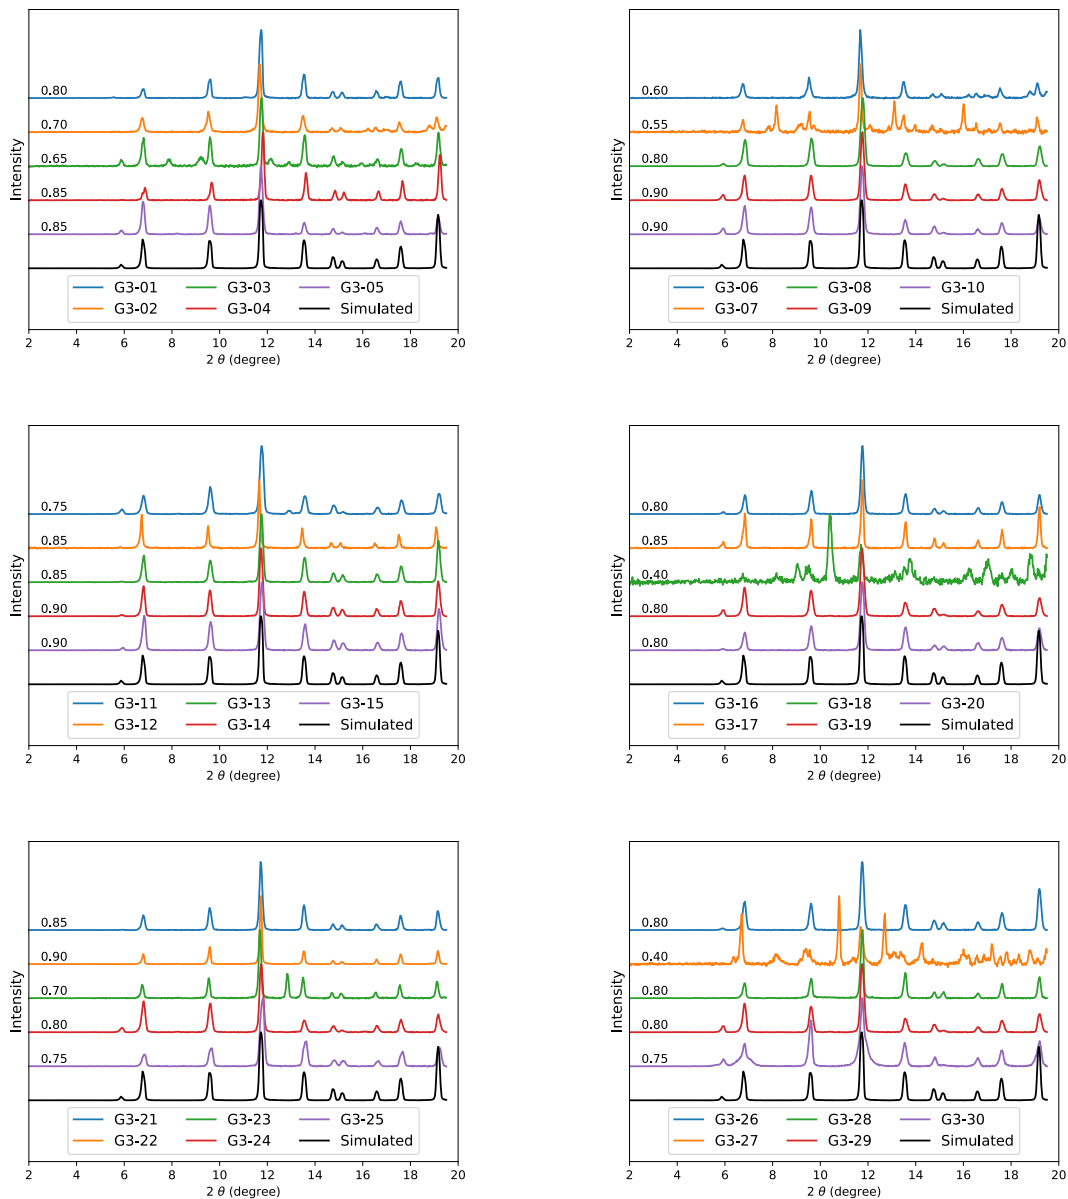 0.80
0.70
0.65
0.85
0.85
Intensity
G3-01 G3-03 G3-05
G3-02 G3-04 Simulated
2 4 6 8 10 12 14 16 18 20
2 θ (degree)
0.60
0.55
0.80
0.90
0.90
Intensity
G3-06 G3-08 G3-10
G3-07 G3-09 Simulated
2 4 6 8 10 12 14 16 18 20
2 θ (degree)
0.75
0.85
0.85
0.90
0.90
Intensity
G3-11 G3-13 G3-15
G3-12 G3-14 Simulated
2 4 6 8 10 12 14 16 18 20
2 θ (degree)
0.80
0.85
0.40
0.80
0.80
Intensity
G3-16 G3-18 G3-20
G3-17 G3-19 Simulated
2 4 6 8 10 12 14 16 18 20
2 θ (degree)
0.85
0.90
0.70
0.80
0.75
Intensity
G3-21 G3-23 G3-25
G3-22 G3-24 Simulated
2 4 6 8 10 12 14 16 18 20
2 θ (degree)
0.80
0.40
0.80
0.80
0.75
Intensity
G3-26 G3-28 G3-30
G3-27 G3-29 Simulated
2 4 6 8 10 12 14 16 18 20
2 θ (degree)